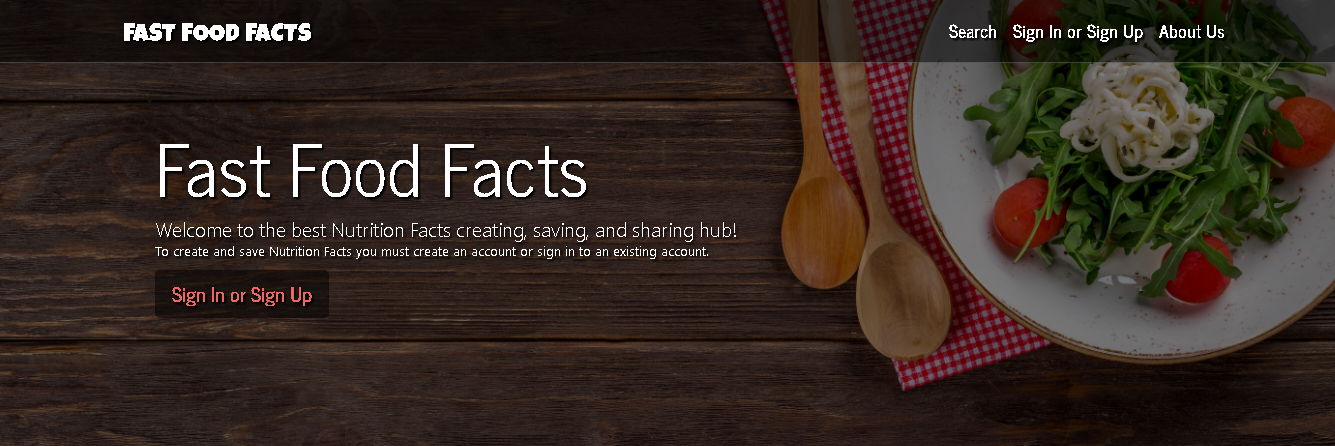 FAST FOOD FACTS
Search Sign In or Sign Up About Us
Fast Food Facts
Welcome to the best Nutrition Facts creating, saving, and sharing hub!
To create and save Nutrition Facts you must create an account or sign in to an existing account.
Sign In or Sign Up